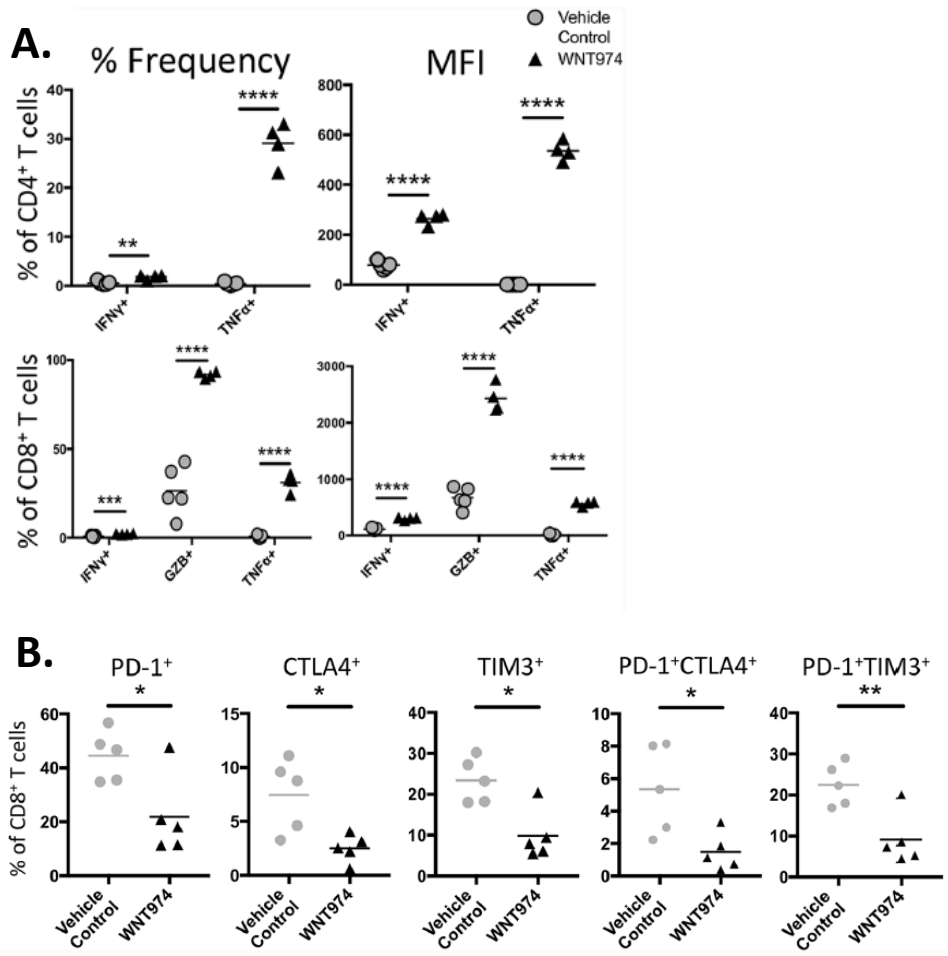 A.
Vehicle
Control
WNT974
% Frequency
MFI
% of CD4⁺ T cells
40
30
20
10
0
**
****
IFNγ+
TNFα+
800
600
400
200
0
****
****
IFNγ+
TNFα+
% of CD8⁺ T cells
100
50
0
***
****
****
IFNγ+
GZB+
TNFα+
3000
2000
1000
0
****
****
****
IFNγ+
GZB+
TNFα+
B.
% of CD8⁺ T cells
PD-1⁺
*
60
40
20
0
Vehicle
Control
WNT974
CTLA4⁺
*
15
10
5
0
Vehicle
Control
WNT974
TIM3⁺
*
40
30
20
10
0
Vehicle
Control
WNT974
PD-1⁺CTLA4⁺
*
10
8
6
4
2
0
Vehicle
Control
WNT974
PD-1⁺TIM3⁺
**
40
30
20
10
0
Vehicle
Control
WNT974